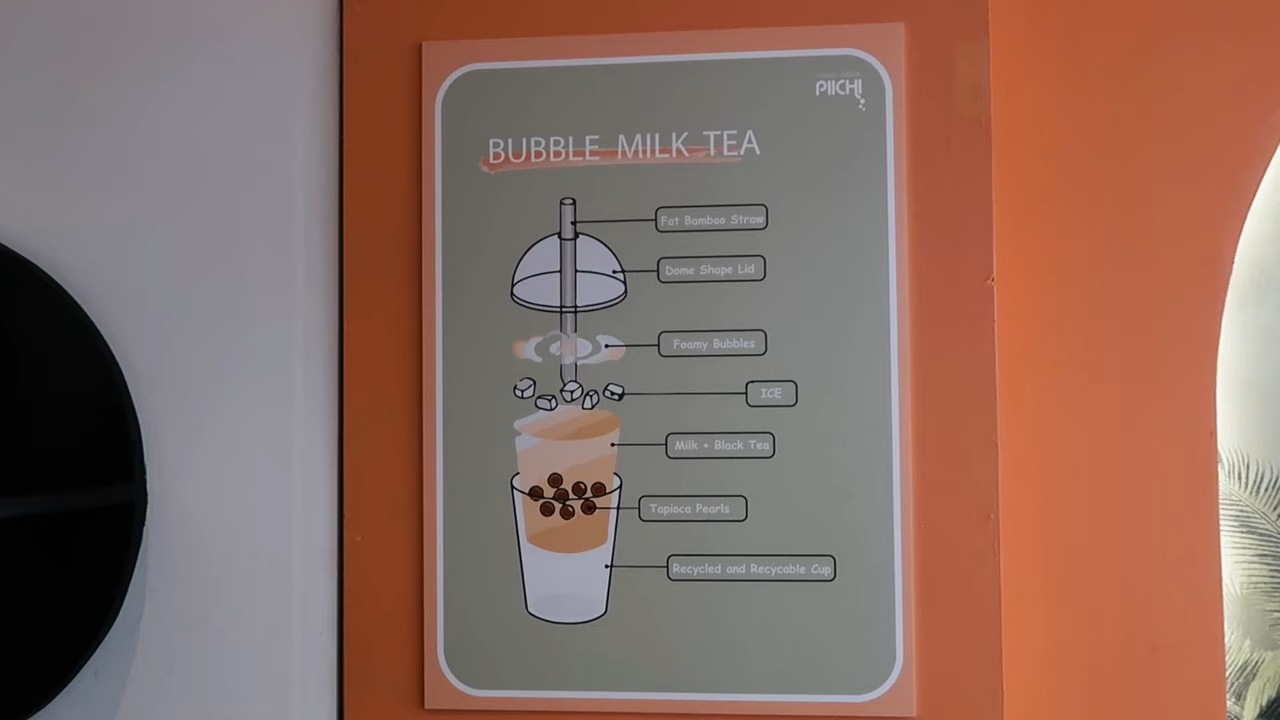 PIICHI
BUBBLE MILK TEA
Fat Bamboo Straw
Dome Shape Lid
Foamy Bubbles
ICE
Milk + Black Tea
Tapioca Pearls
Recycled and Recycable Cup